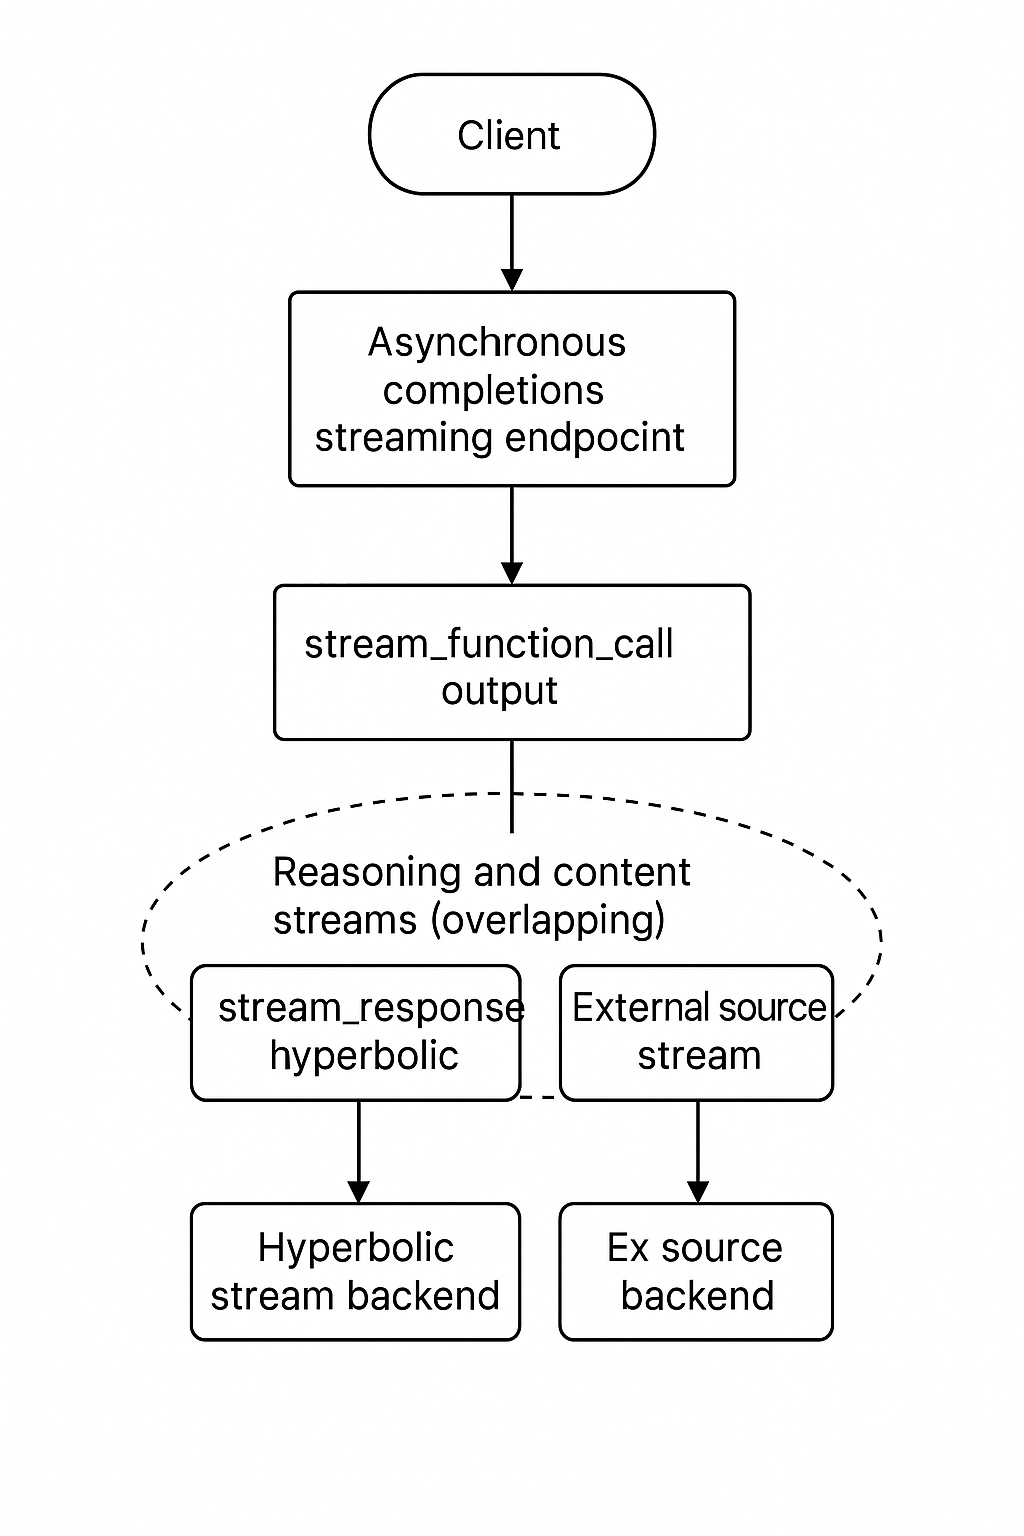 Client
Asynchronous
completions
streaming endpocint
stream_function_call
output
Reasoning and content
streams (overlapping)
stream_response
hyperbolic
External source
stream
Hyperbolic
stream backend
Ex source
backend